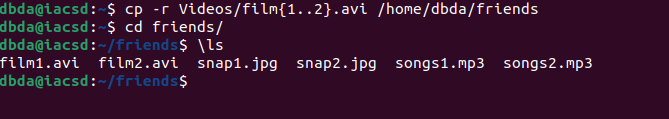 dbda@iacsd:~$ cp -r Videos/film{1..2}.avi /home/dbda/friends
dbda@iacsd:~$ cd friends/
dbda@iacsd:~/friends$ \ls
film1.avi  film2.avi  snap1.jpg  snap2.jpg  songs1.mp3  songs2.mp3
dbda@iacsd:~/friends$